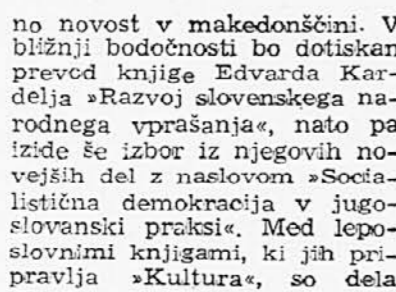 no novost v makedonščini. V
bližnji bodočnosti bo dotiskan
prevod knjige Edvarda Kar-
delja »Razvoj slovenskega na-
rodnega vprašanja«, nato pa
izide še izbor iz njegovih no-
vejših del z naslovom »Socia-
listična demokracija v jugo-
slovanski praksi«. Med lepo-
slovnimi knjigami, ki jih pri-
pravlja »Kultura«, so dela